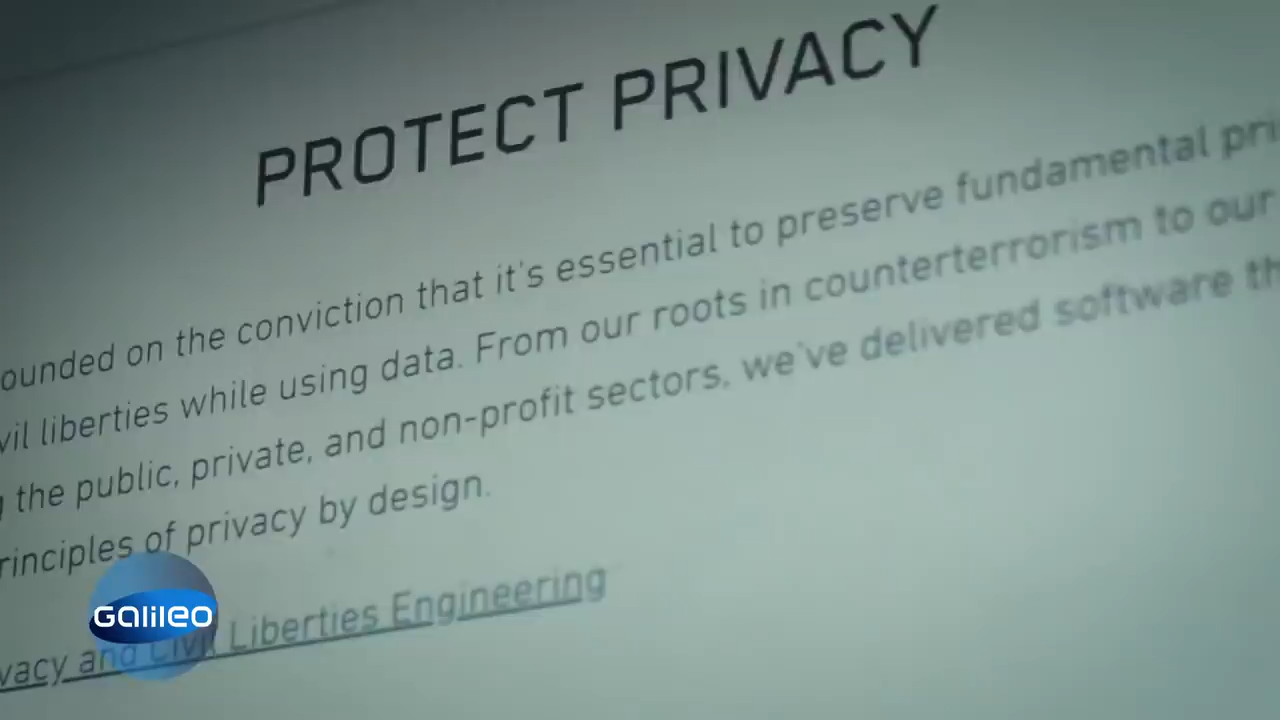 PROTECT PRIVACY
ounded on the conviction that it's essential to preserve fundamental pri
vil liberties while using data. From our roots in counterterrorism to our
the public, private, and non-profit sectors, we've delivered software th
rinciples of privacy by design.
vacy and Civil Liberties Engineering
Galileo